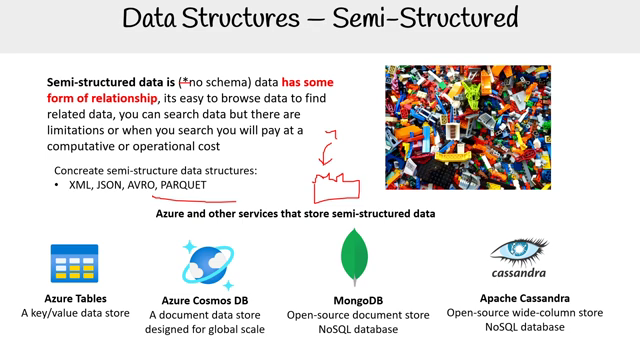 Data Structures — Semi-Structured
Semi-structured data is (*no schema) data has some
form of relationship, its easy to browse data to find
related data, you can search data but there are
limitations or when you search you will pay at a
computative or operational cost
Concreate semi-structure data structures:
• XML, JSON, AVRO, PARQUET
Azure and other services that store semi-structured data
cassandra
Azure Tables
A key/value data store
Azure Cosmos DB
A document data store
designed for global scale
MongoDB
Open-source document store
NoSQL database
Apache Cassandra
Open-source wide-column store
NoSQL database